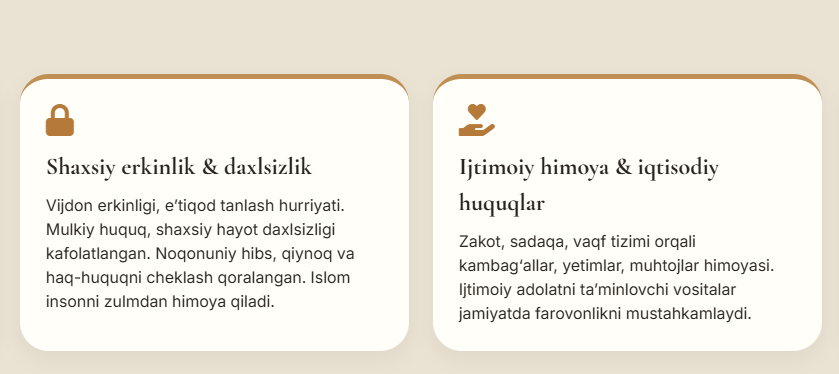 Shaxsiy erkinlik & daxlsizlik
Vijdon erkinligi, e’tiqod tanlash hurriyati.
Mulkiy huquq, shaxsiy hayot daxlsizligi
kafolatlangan. Noqonuniy hibs, qiynoq va
haq-huquqni cheklash qoralangan. Islom
insonni zulmdan himoya qiladi.
Ijtimoiy himoya & iqtisodiy
huquqlar
Zakot, sadaqa, vaqf tizimi orqali
kambag‘allar, yetimlar, muhtojlar himoyasi.
Ijtimoiy adolatni ta’minlovchi vositalar
jamiyatda farovonlikni mustahkamlaydi.